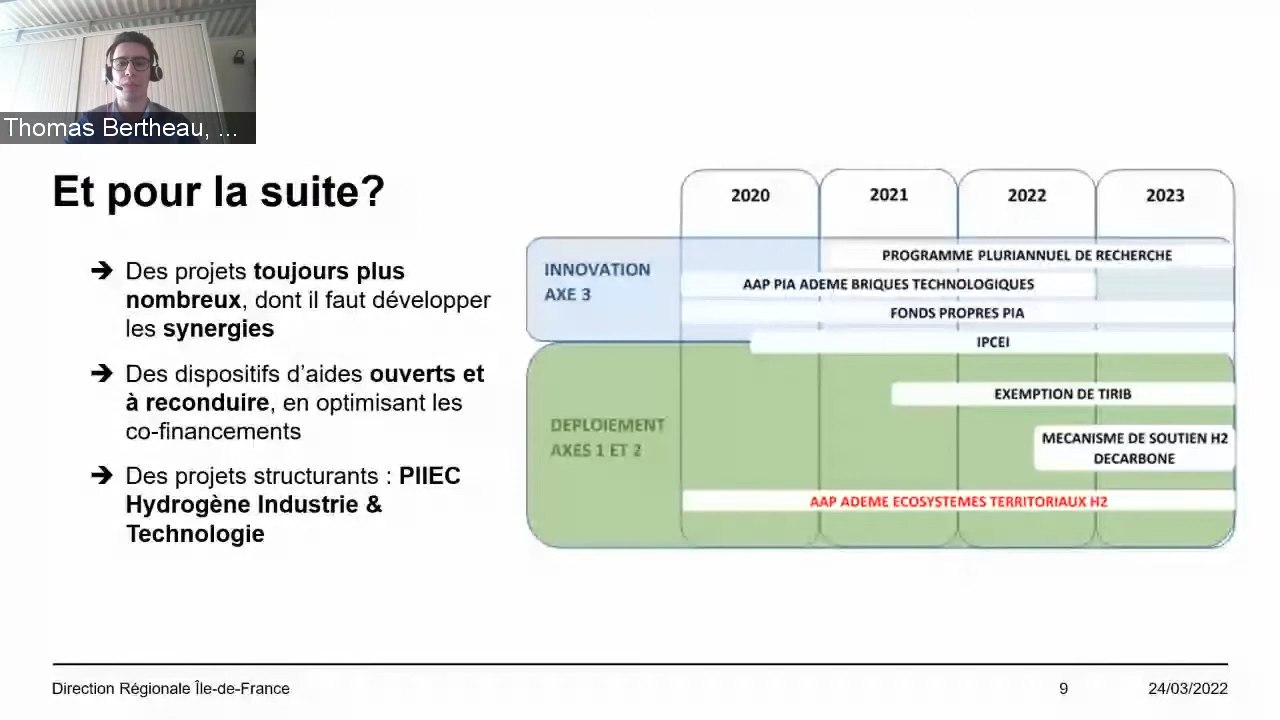 Thomas Bertheau, ...
Et pour la suite?
➔ Des projets toujours plus
nombreux, dont il faut développer
les synergies
➔ Des dispositifs d'aides ouverts et
à reconduire, en optimisant les
co-financements
➔ Des projets structurants : PIIEC
Hydrogène Industrie &
Technologie
2020 2021 2022 2023
INNOVATION
AXE 3
PROGRAMME PLURIANNUEL DE RECHERCHE
AAP PIA ADEME BRIQUES TECHNOLOGIQUES
FONDS PROPRES PIA
IPCEI
DEPLOIEMENT
AXES 1 ET 2
EXEMPTION DE TIRIB
MECANISME DE SOUTIEN H2
DECARBONE
AAP ADEME ECOSYSTEMES TERRITORIAUX H2
Direction Régionale Île-de-France 9 24/03/2022